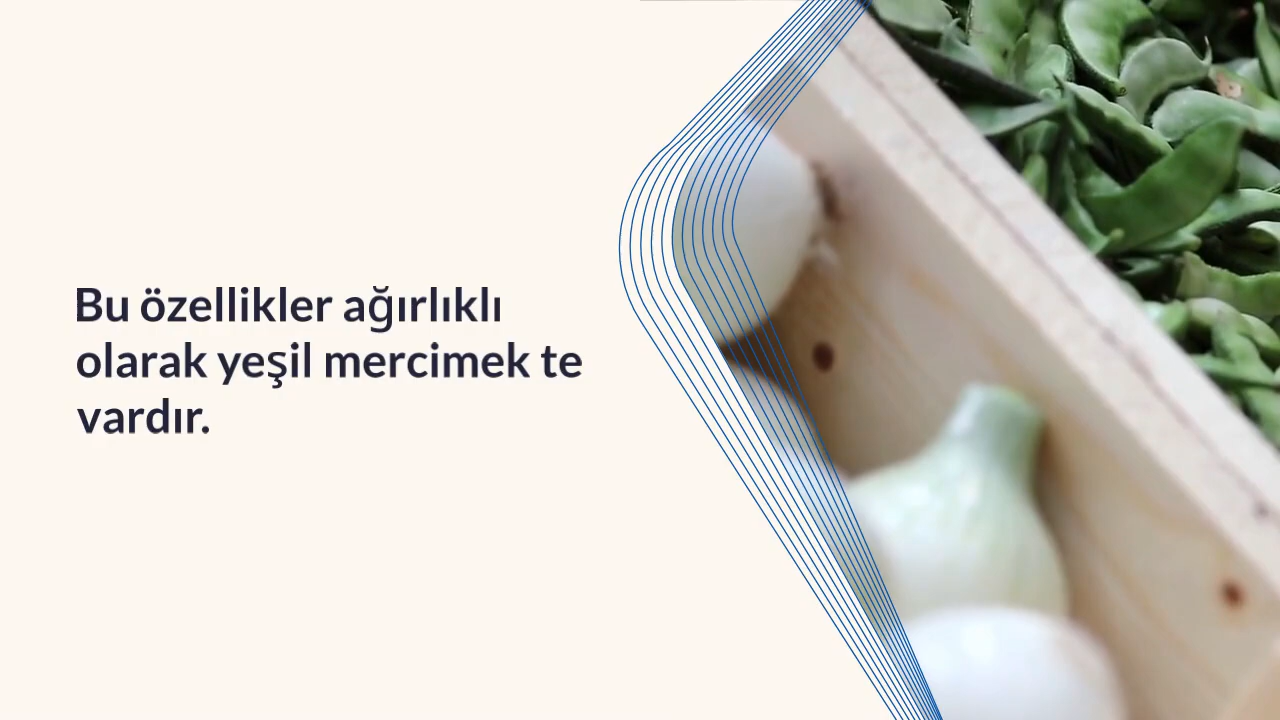 Bu özellikler ağırlıklı
olarak yeşil mercimek te
vardır.